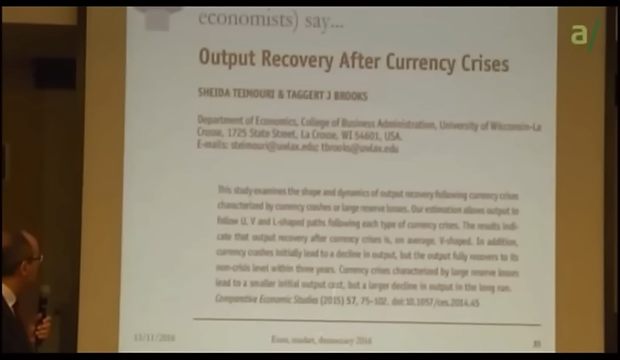 economists) say...
a/
Output Recovery After Currency Crises
SHEIDA TEIMOURI & TAGGERT J BROOKS
Department of Economics, College of Business Administration, University of Wisconsin-La
Crosse, 1725 State Street, La Crosse, WI 54601, USA.
E-mails: steimouri@uwlax.edu; tbrooks@uwlax.edu
This study examines the shape and dynamics of output recovery following currency crises
characterized by currency crashes or large reserve losses. Our estimation allows output to
follow U, V and L-shaped paths following each type of currency crises. The results indi-
cate that output recovery after currency crises is, on average, V-shaped. In addition,
currency crashes initially lead to a decline in output, but the output fully recovers to its
non-crisis level within three years. Currency crises characterized by large reserve losses
lead to a smaller initial output cost, but a larger decline in output in the long run.
Comparative Economic Studies (2015) 57, 75–102. doi:10.1057/ces.2014.45
13/11/2016
Euro, market, democracy 2016